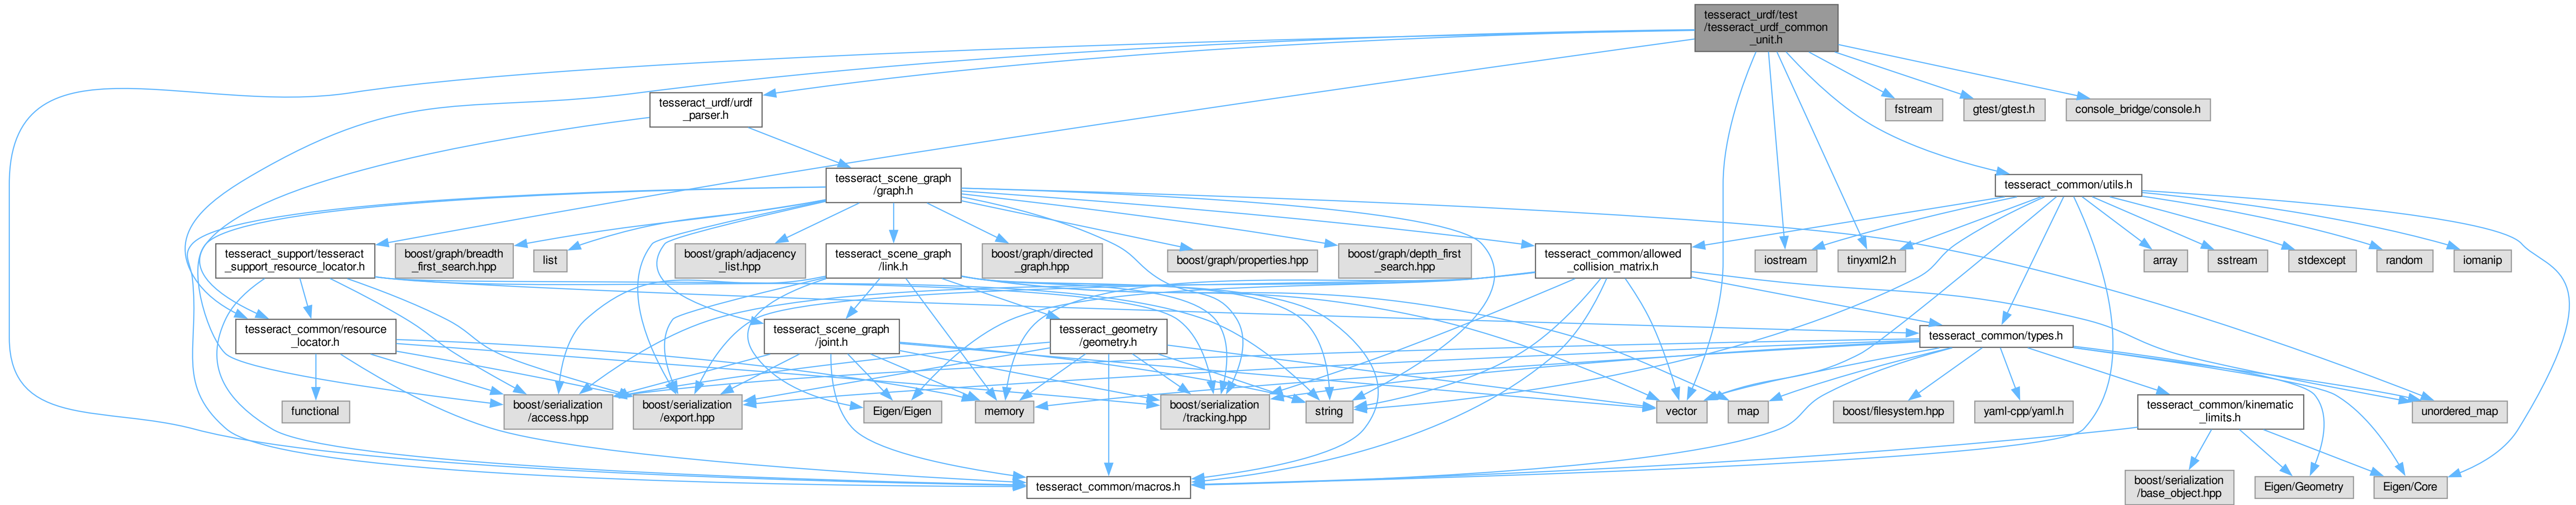 tesseract_urdf/test
/tesseract_urdf_common
_unit.h
tesseract_urdf/urdf
_parser.h
fstream
gtest/gtest.h
console_bridge/console.h
tesseract_scene_graph
/graph.h
tesseract_common/utils.h
tesseract_support/tesseract
_support_resource_locator.h
boost/graph/breadth
_first_search.hpp
list
boost/graph/adjacency
_list.hpp
tesseract_scene_graph
/link.h
boost/graph/directed
_graph.hpp
boost/graph/properties.hpp
boost/graph/depth_first
_search.hpp
tesseract_common/allowed
_collision_matrix.h
iostream
tinyxml2.h
array
sstream
stdexcept
random
iomanip
tesseract_common/resource
_locator.h
tesseract_scene_graph
/joint.h
tesseract_geometry
/geometry.h
tesseract_common/types.h
functional
boost/serialization
/access.hpp
boost/serialization
/export.hpp
Eigen/Eigen
memory
boost/serialization
/tracking.hpp
string
vector
map
boost/filesystem.hpp
yaml-cpp/yaml.h
tesseract_common/kinematic
_limits.h
unordered_map
tesseract_common/macros.h
boost/serialization
/base_object.hpp
Eigen/Geometry
Eigen/Core